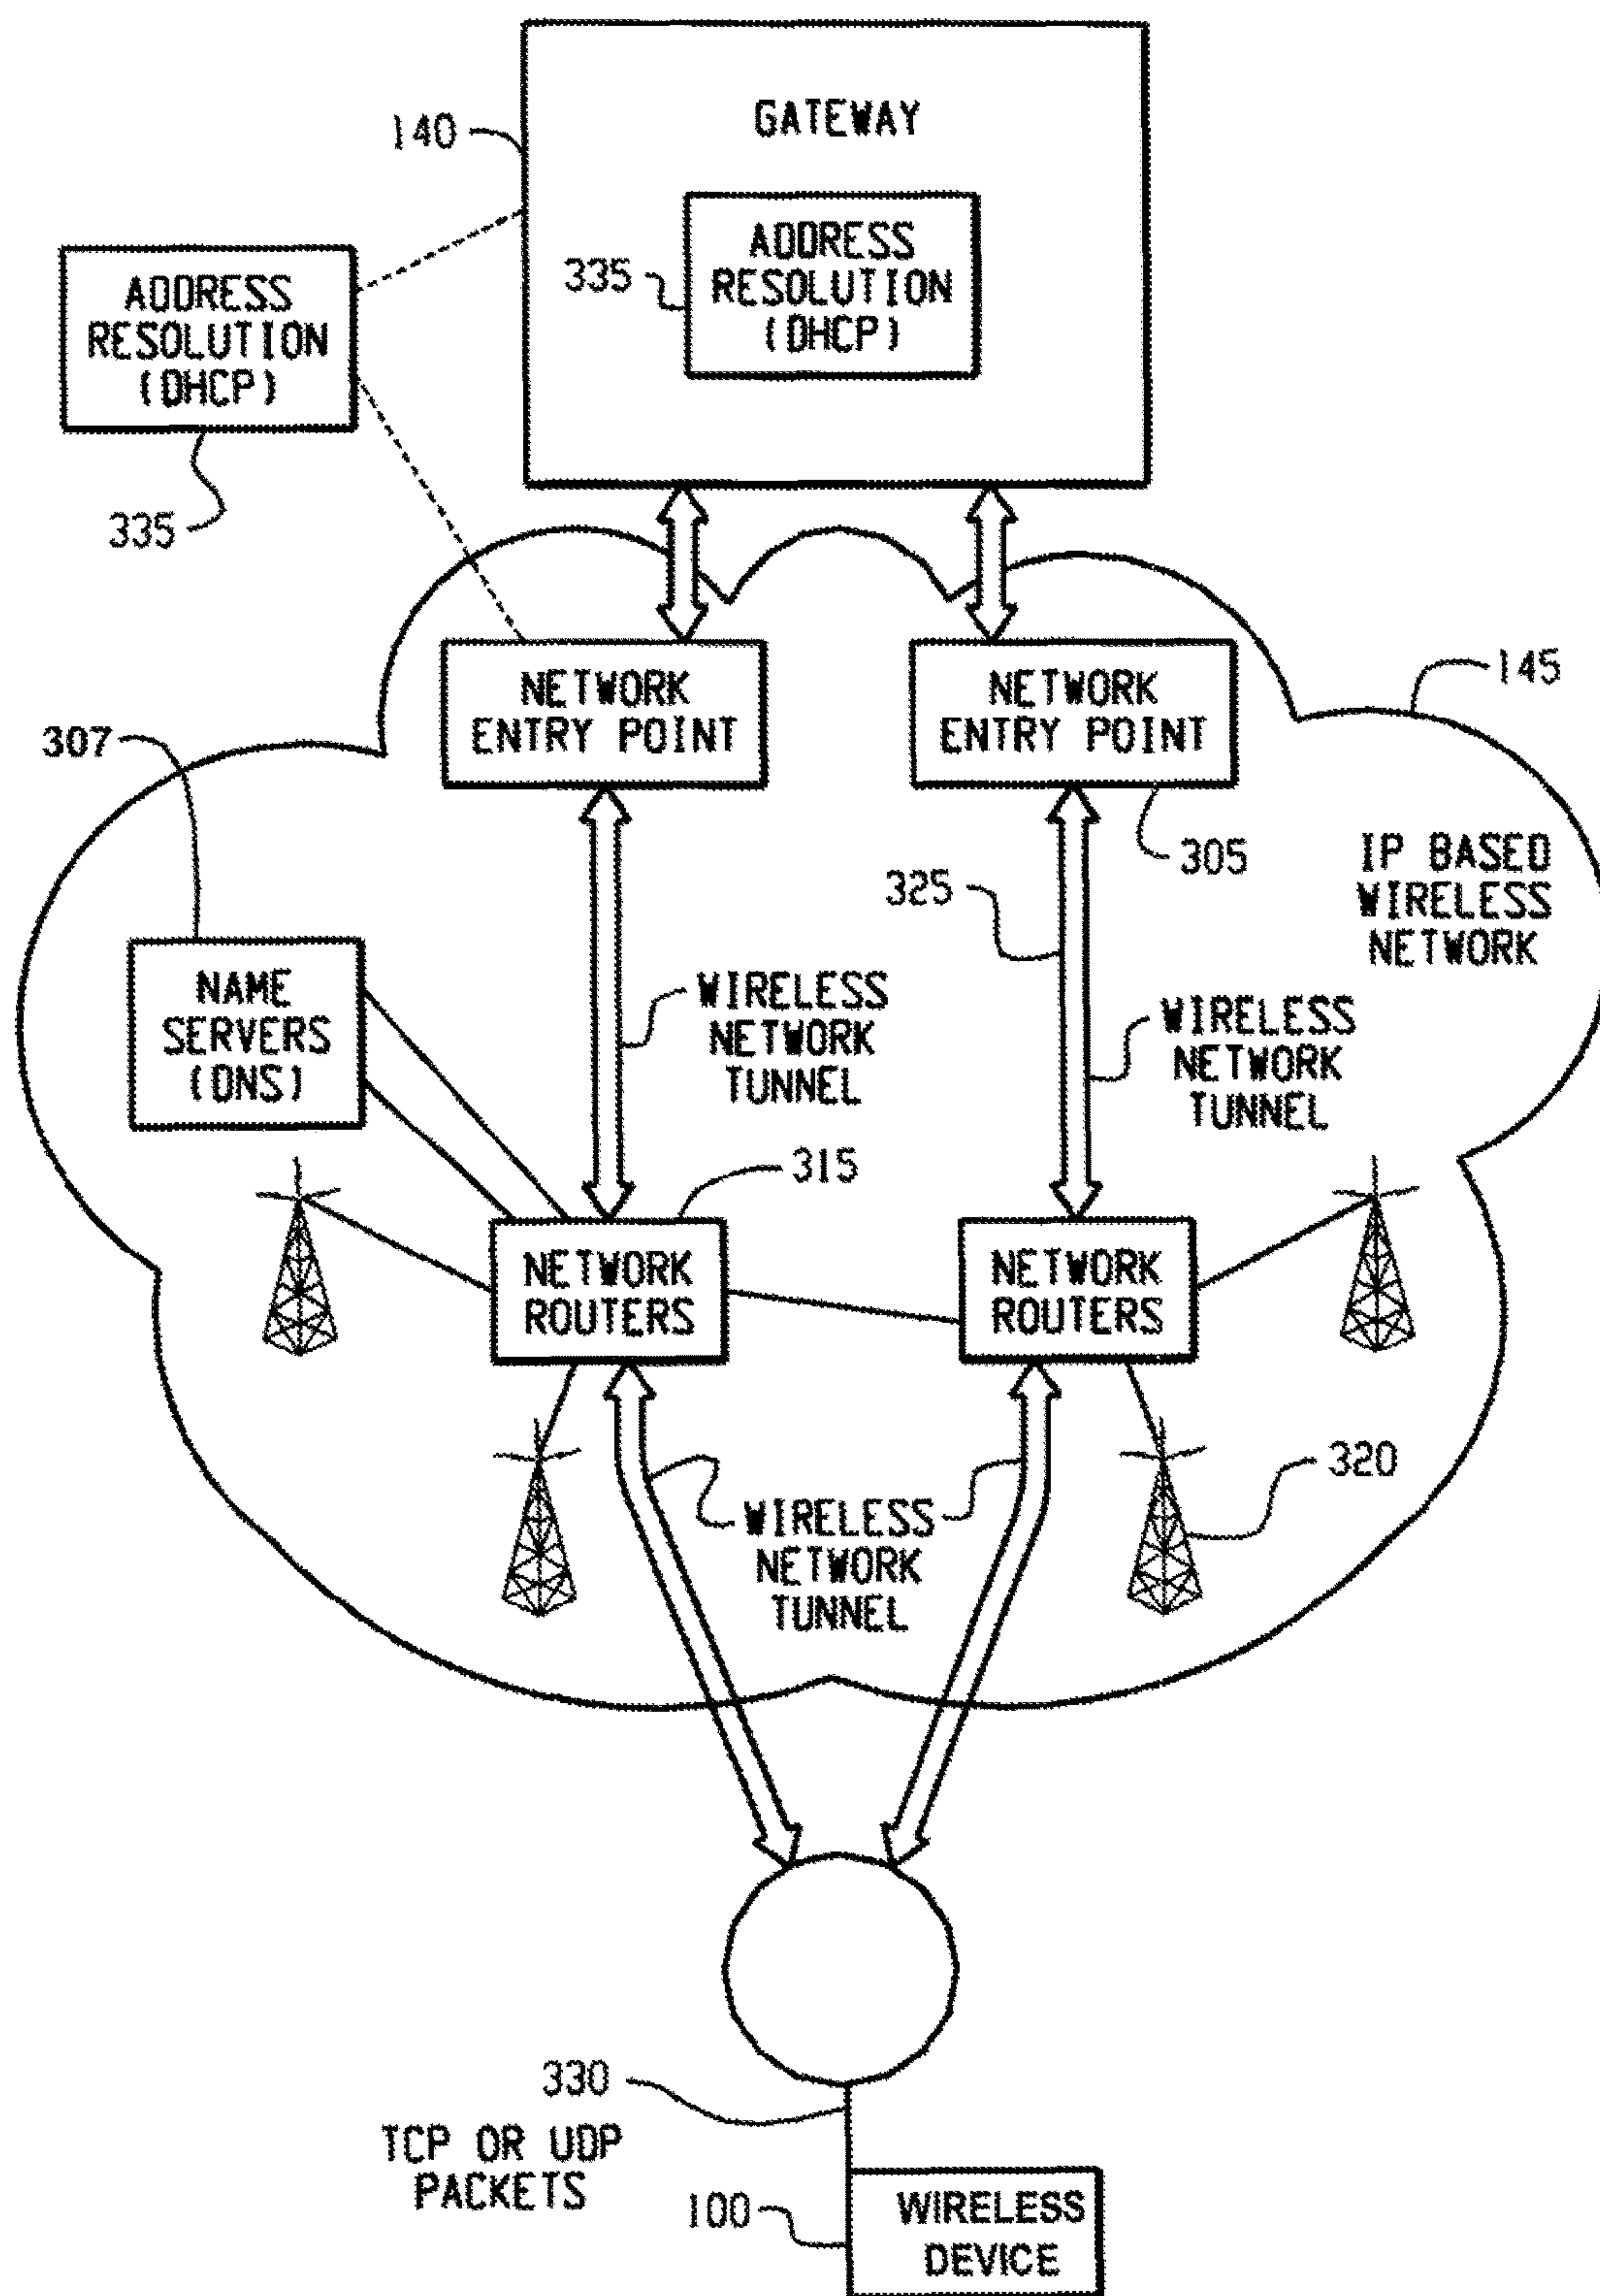 GATEWAY
140
ADDRESS
RESOLUTION
(DHCP)
335
ADDRESS
RESOLUTION
(DHCP)
335
NETWORK
ENTRY POINT
NETWORK
ENTRY POINT
145
307
305
IP BASED
WIRELESS
NETWORK
325
NAME
SERVERS
(DNS)
WIRELESS
NETWORK
TUNNEL
WIRELESS
NETWORK
TUNNEL
315
NETWORK
ROUTERS
NETWORK
ROUTERS
320
WIRELESS
NETWORK
TUNNEL
330
TCP OR UDP
PACKETS
100
WIRELESS
DEVICE